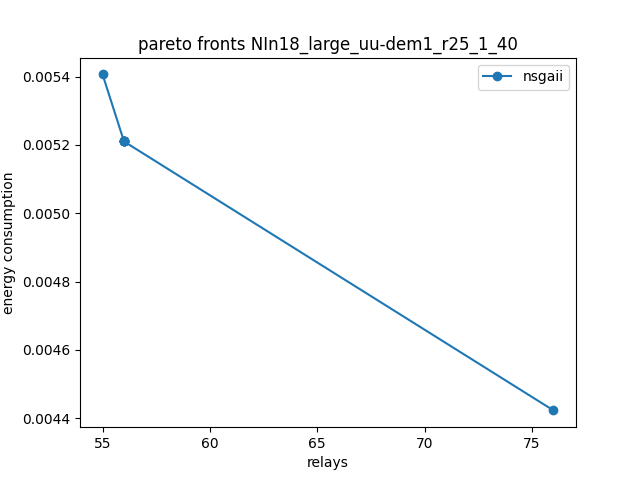 pareto fronts NIn18_large_uu-dem1_r25_1_40
nsgaii
0.0054
0.0052
0.0050
0.0048
0.0046
0.0044
energy consumption
55 60 65 70 75
relays